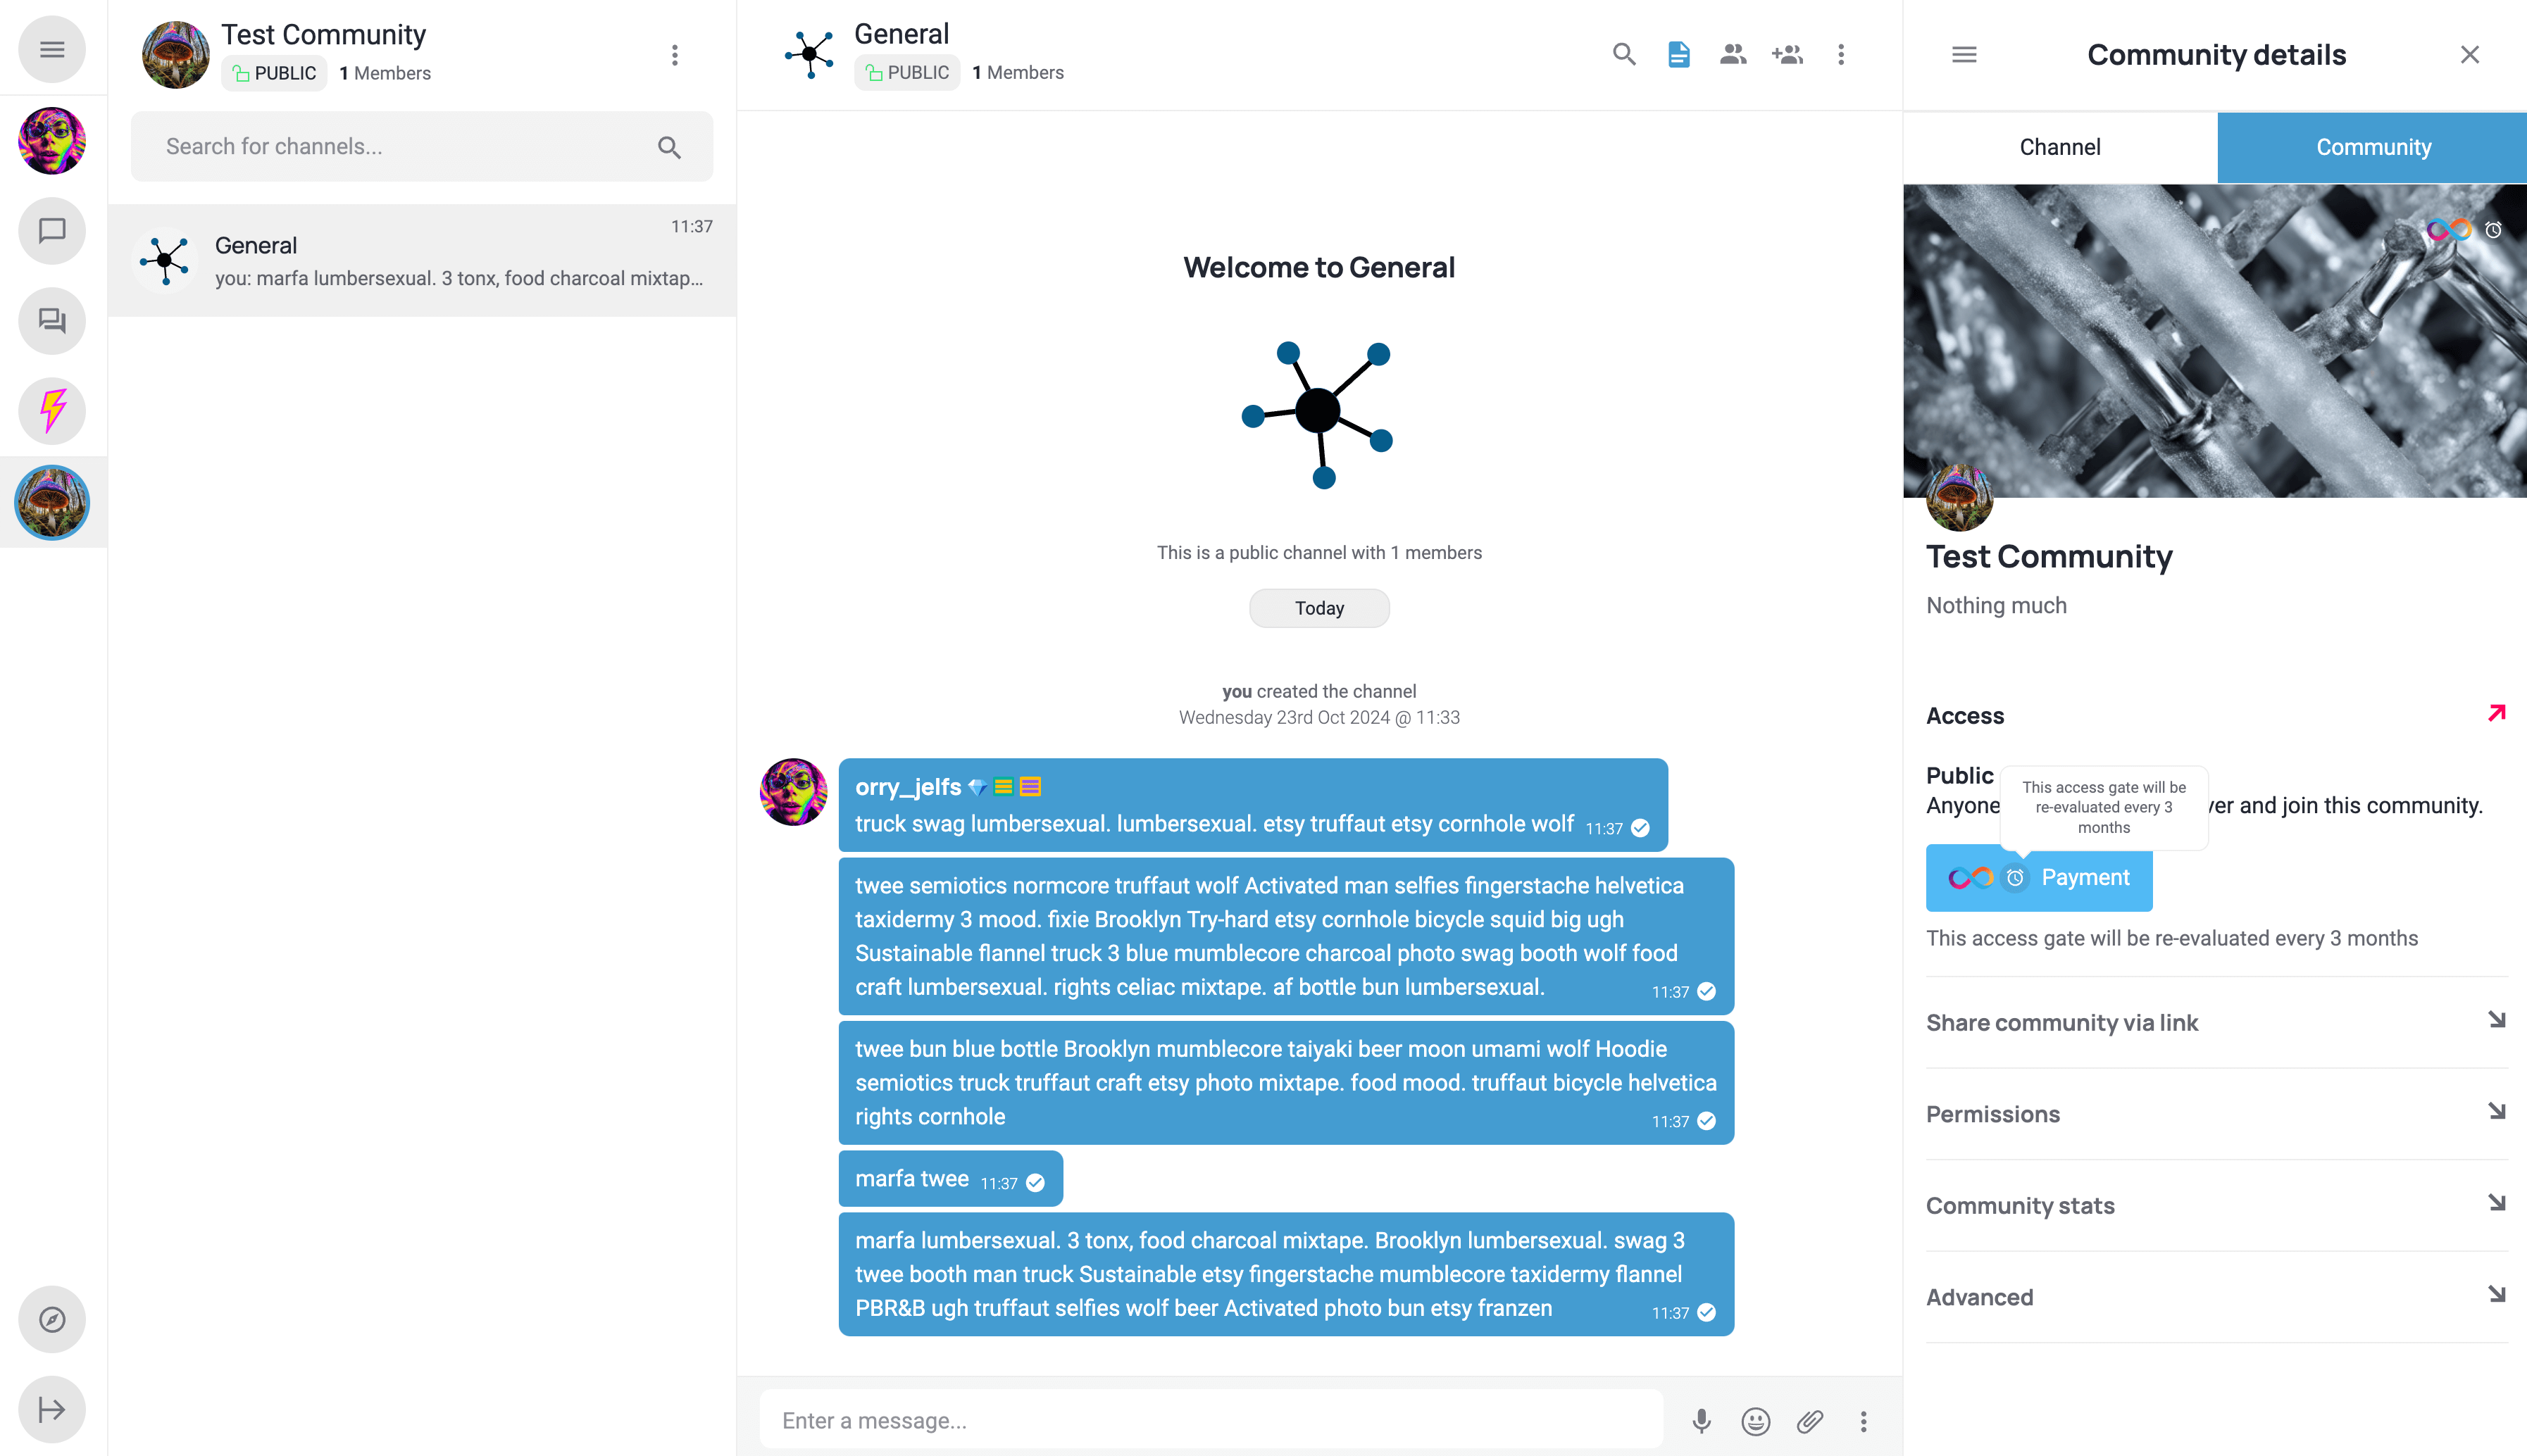 Test Community
PUBLIC 1 Members
Search for channels...
General
11:37
you: marfa lumbersexual. 3 tonx, food charcoal mixtap...
General
PUBLIC 1 Members
Welcome to General
This is a public channel with 1 members
Today
you created the channel
Wednesday 23rd Oct 2024 @ 11:33
orry_jelfs
truck swag lumbersexual. lumbersexual. etsy truffaut etsy cornhole wolf 11:37
twee semiotics normcore truffaut wolf Activated man selfies fingerstache helvetica
taxidermy 3 mood. fixie Brooklyn Try-hard etsy cornhole bicycle squid big ugh
Sustainable flannel truck 3 blue mumblecore charcoal photo swag booth wolf food
craft lumbersexual. rights celiac mixtape. af bottle bun lumbersexual. 11:37
twee bun blue bottle Brooklyn mumblecore taiyaki beer moon umami wolf Hoodie
semiotics truck truffaut craft etsy photo mixtape. food mood. truffaut bicycle helvetica
rights cornhole 11:37
marfa twee 11:37
marfa lumbersexual. 3 tonx, food charcoal mixtape. Brooklyn lumbersexual. swag 3
twee booth man truck Sustainable etsy fingerstache mumblecore taxidermy flannel
PBR&B ugh truffaut selfies wolf beer Activated photo bun etsy franzen 11:37
Enter a message...
Community details
Channel
Community
Test Community
Nothing much
Access
Public
Anyone
This access gate will be
re-evaluated every 3
months
and join this community.
Payment
This access gate will be re-evaluated every 3 months
Share community via link
Permissions
Community stats
Advanced